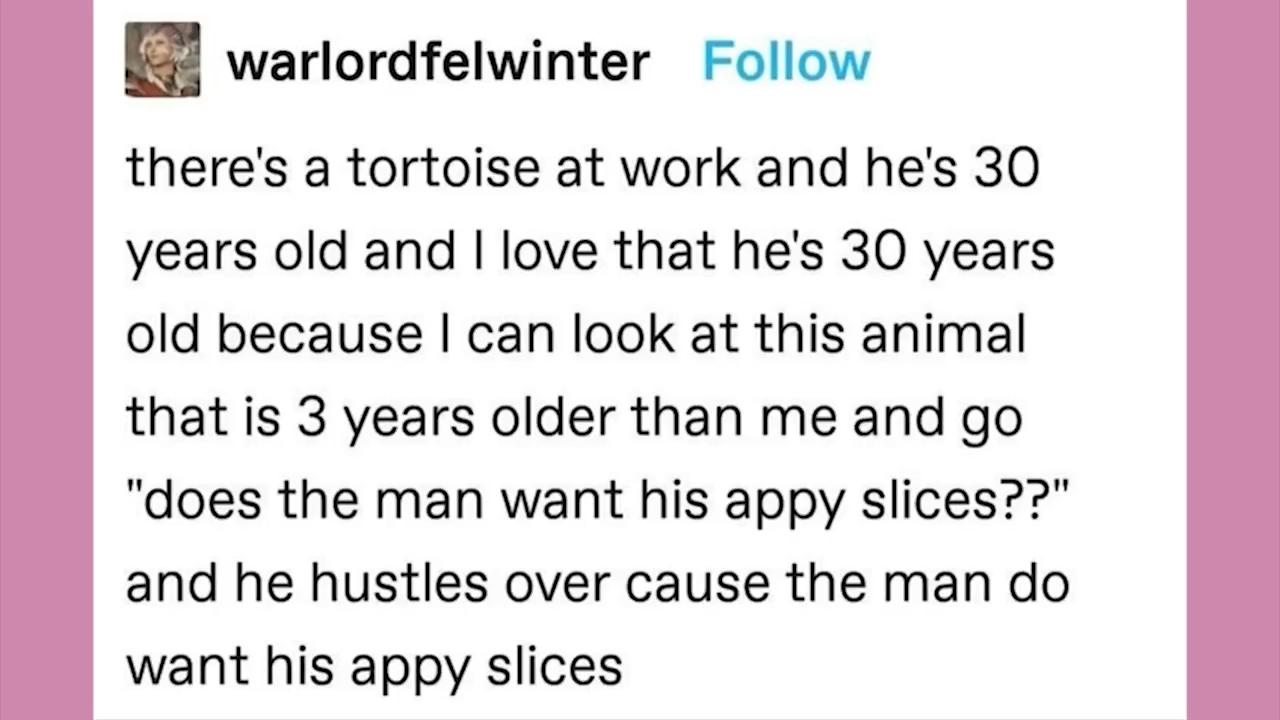 warlordfelwinter Follow
there's a tortoise at work and he's 30
years old and I love that he's 30 years
old because I can look at this animal
that is 3 years older than me and go
"does the man want his appy slices??"
and he hustles over cause the man do
want his appy slices